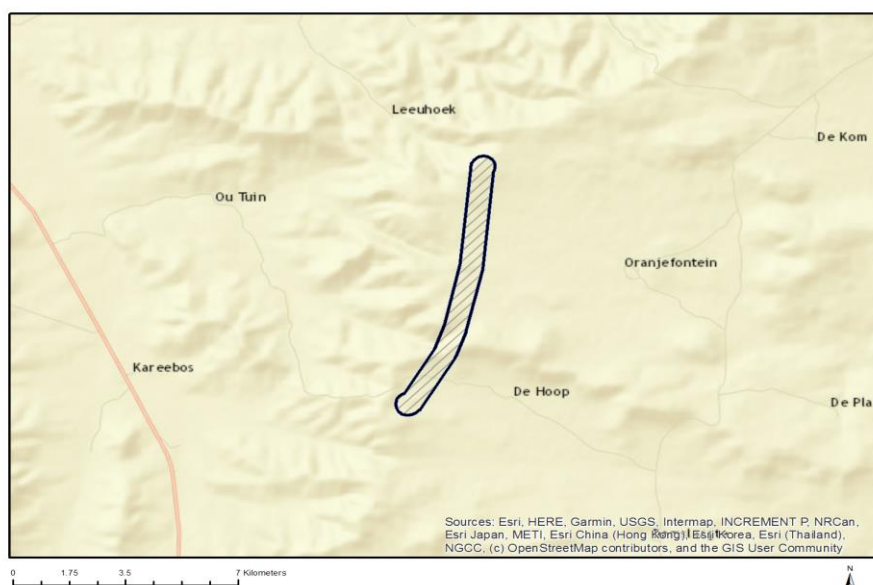 Leeuhoek
De Kom
Ou Tuin
Oranjefontein
Kareebos
De Hoop
De Pla
Sources: Esri, HERE, Garmin, USGS, Intermap, INCREMENT P, NRCan,
Esri Japan, METI, Esri China (Hong Kong), Esri Korea, Esri (Thailand),
NGCC, (c) OpenStreetMap contributors, and the GIS User Community
0 1.75 3.5 7 Kilometers
N